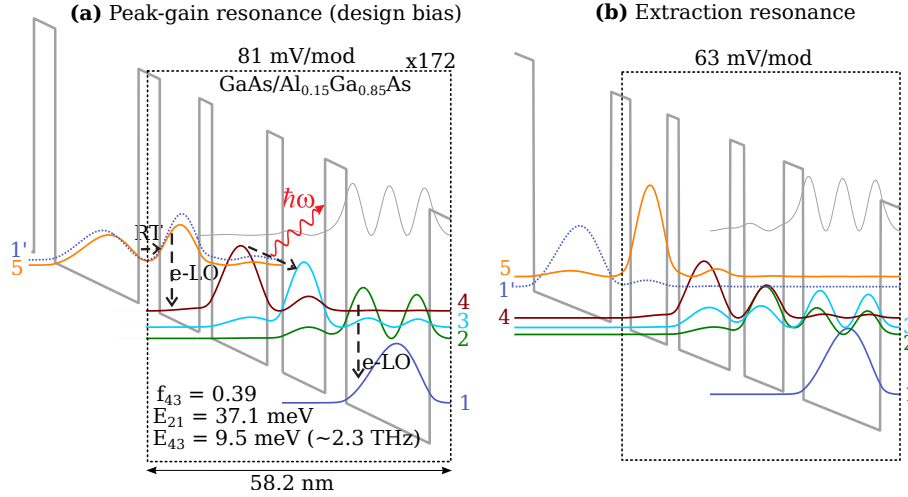 (a) Peak-gain resonance (design bias)
81 mV/mod
x172
GaAs/Al₀.₁₅Ga₀.₈₅As
ħω
RT
1'
5
e-LO
4
3
2
e-LO
1
f₄₃ = 0.39
E₂₁ = 37.1 meV
E₄₃ = 9.5 meV (~2.3 THz)
58.2 nm
(b) Extraction resonance
63 mV/mod
5
1'
4